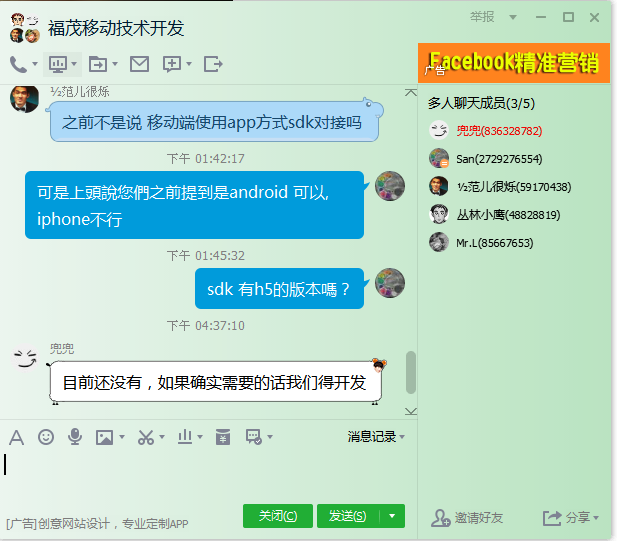 福茂移动技术开发
举报
Facebook精准营销
广告
½范儿很烁
之前不是说 移动端使用app方式sdk对接吗
下午 01:42:17
可是上頭說您們之前提到是android 可以,
iphone不行
下午 01:45:32
sdk 有h5的版本嗎？
下午 04:37:10
兜兜
目前还没有，如果确实需要的话我们得开发
多人聊天成员(3/5)
兜兜(836328782)
San(2729276554)
½范儿很烁(59170438)
丛林小鹰(48828819)
Mr.L(85667653)
消息记录
[广告]创意网站设计，专业定制APP
关闭(C)
发送(S)
邀请好友
分享